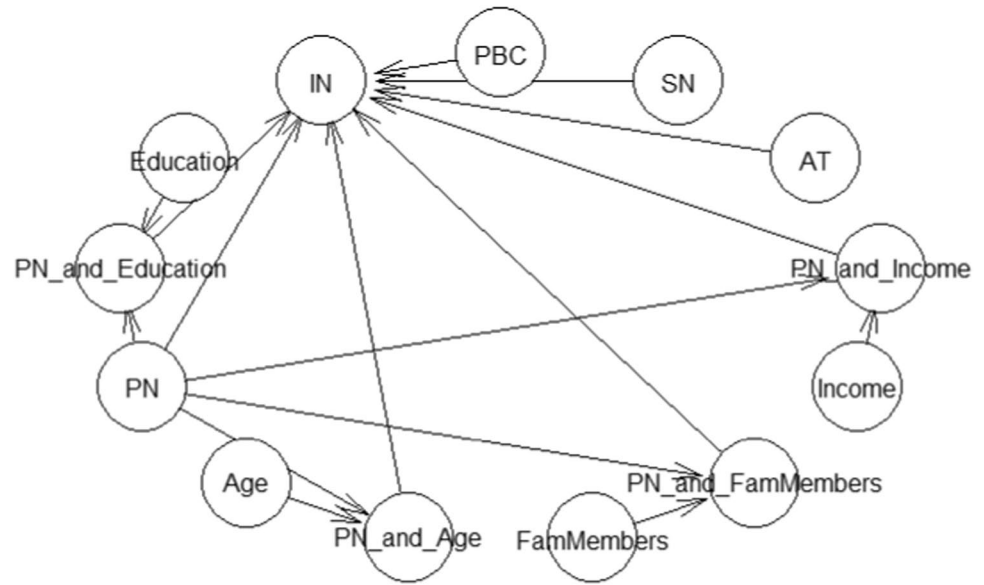 PBC
IN
SN
Education
AT
PN_and_Education
PN_and_Income
PN
Income
Age
PN_and_FamMembers
PN_and_Age
FamMembers